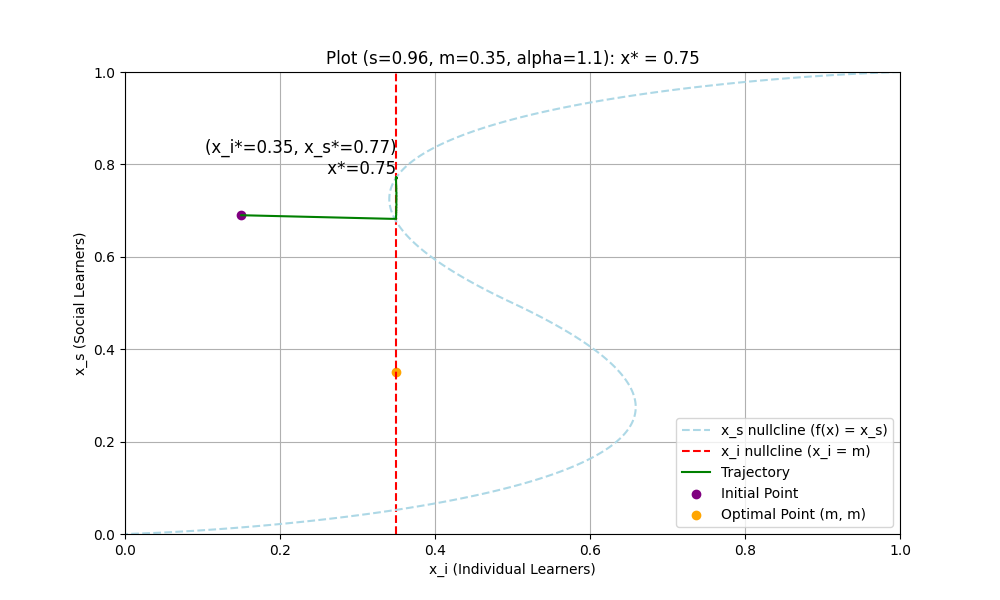 Plot (s=0.96, m=0.35, alpha=1.1): x* = 0.75
1.0
0.8
0.6
0.4
0.2
0.0
x_s (Social Learners)
(x_i*=0.35, x_s*=0.77)
x*=0.75
x_s nullcline (f(x) = x_s)
x_i nullcline (x_i = m)
Trajectory
Initial Point
Optimal Point (m, m)
0.0 0.2 0.4 0.6 0.8 1.0
x_i (Individual Learners)